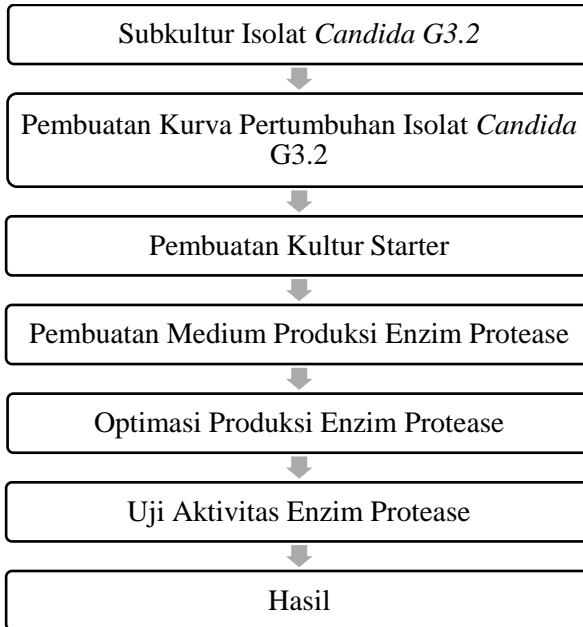 Subkultur Isolat Candida G3.2
Pembuatan Kurva Pertumbuhan Isolat Candida
G3.2
Pembuatan Kultur Starter
Pembuatan Medium Produksi Enzim Protease
Optimasi Produksi Enzim Protease
Uji Aktivitas Enzim Protease
Hasil